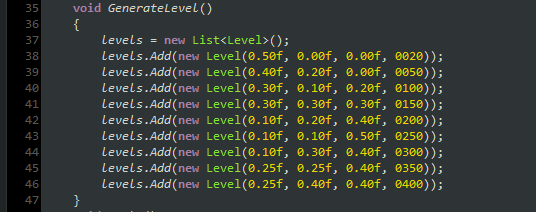 35 void GenerateLevel()
36 {
37 levels = new List<Level>();
38 levels.Add(new Level(0.50f, 0.00f, 0.00f, 0020));
39 levels.Add(new Level(0.40f, 0.20f, 0.00f, 0050));
40 levels.Add(new Level(0.30f, 0.10f, 0.20f, 0100));
41 levels.Add(new Level(0.30f, 0.30f, 0.30f, 0150));
42 levels.Add(new Level(0.10f, 0.20f, 0.40f, 0200));
43 levels.Add(new Level(0.10f, 0.10f, 0.50f, 0250));
44 levels.Add(new Level(0.10f, 0.30f, 0.40f, 0300));
45 levels.Add(new Level(0.25f, 0.25f, 0.40f, 0350));
46 levels.Add(new Level(0.25f, 0.40f, 0.40f, 0400));
47 }